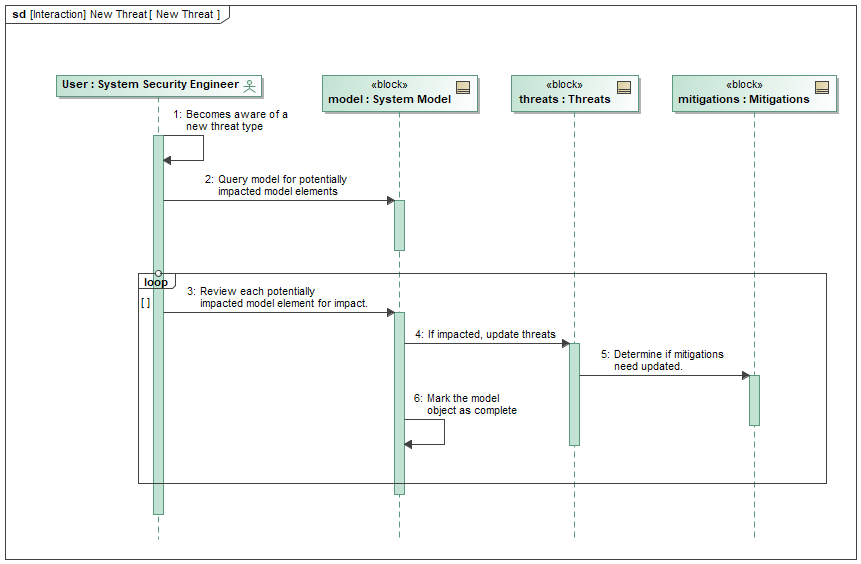 sd [Interaction] New Threat[ New Threat ]
User : System Security Engineer
«block»
model : System Model
«block»
threats : Threats
«block»
mitigations : Mitigations
1: Becomes aware of a
new threat type
2: Query model for potentially
impacted model elements
loop
[ ]
3: Review each potentially
impacted model element for impact.
4: If impacted, update threats
5: Determine if mitigations
need updated.
6: Mark the model
object as complete